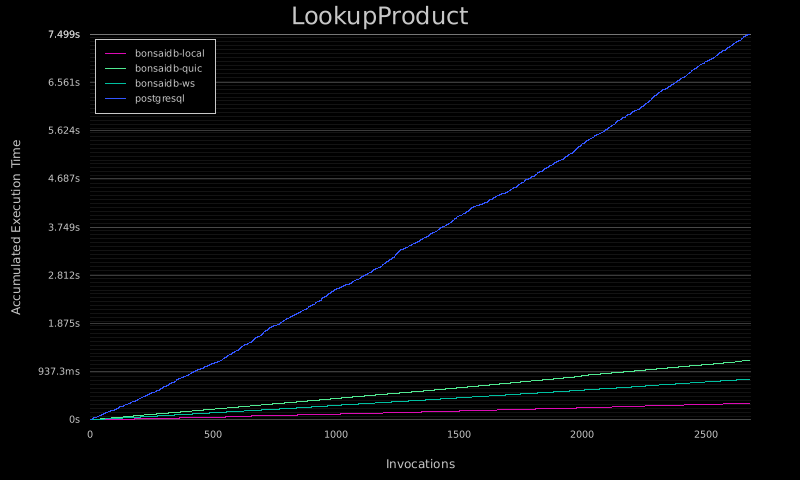 LookupProduct
7.499s
6.561s
5.624s
4.687s
3.749s
2.812s
1.875s
937.3ms
0s
Accumulated Execution Time
bonsaidb-local
bonsaidb-quic
bonsaidb-ws
postgresql
0 500 1000 1500 2000 2500
Invocations